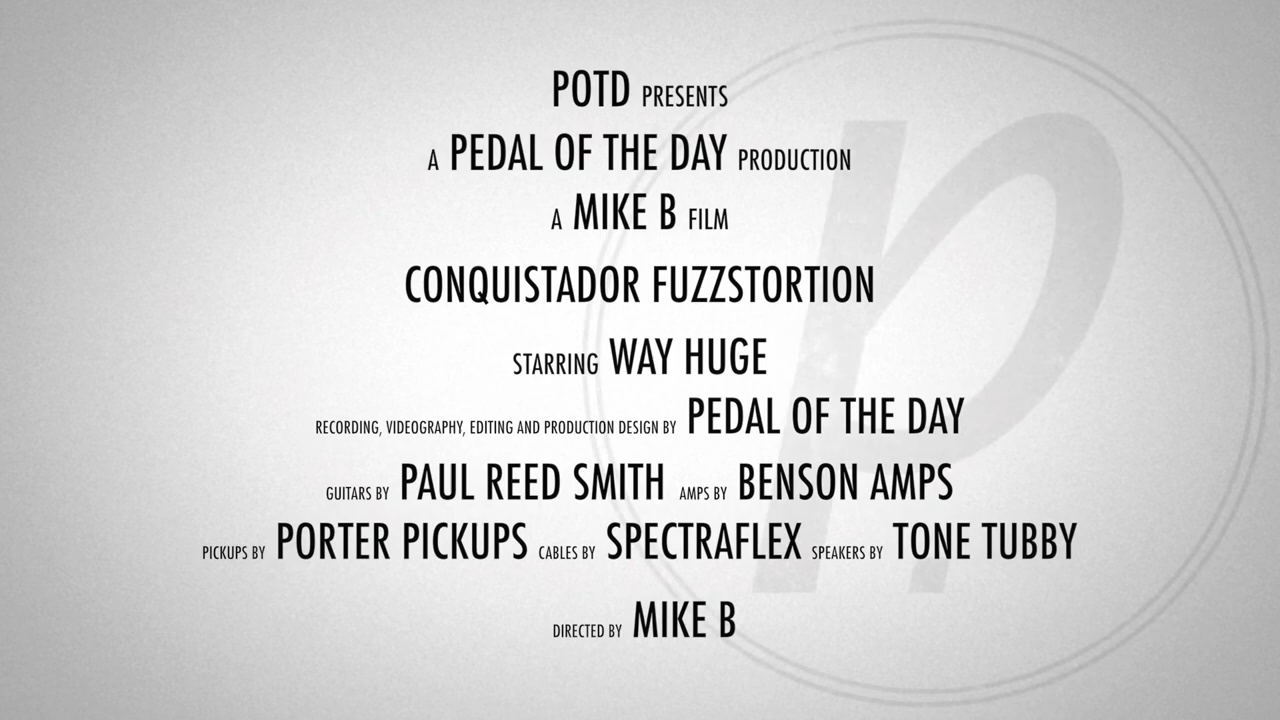 POTD PRESENTS
A PEDAL OF THE DAY PRODUCTION
A MIKE B FILM
CONQUISTADOR FUZZSTORTION
STARRING WAY HUGE
RECORDING, VIDEOGRAPHY, EDITING AND PRODUCTION DESIGN BY PEDAL OF THE DAY
GUITARS BY PAUL REED SMITH AMPS BY BENSON AMPS
PICKUPS BY PORTER PICKUPS CABLES BY SPECTRAFLEX SPEAKERS BY TONE TUBBY
DIRECTED BY MIKE B